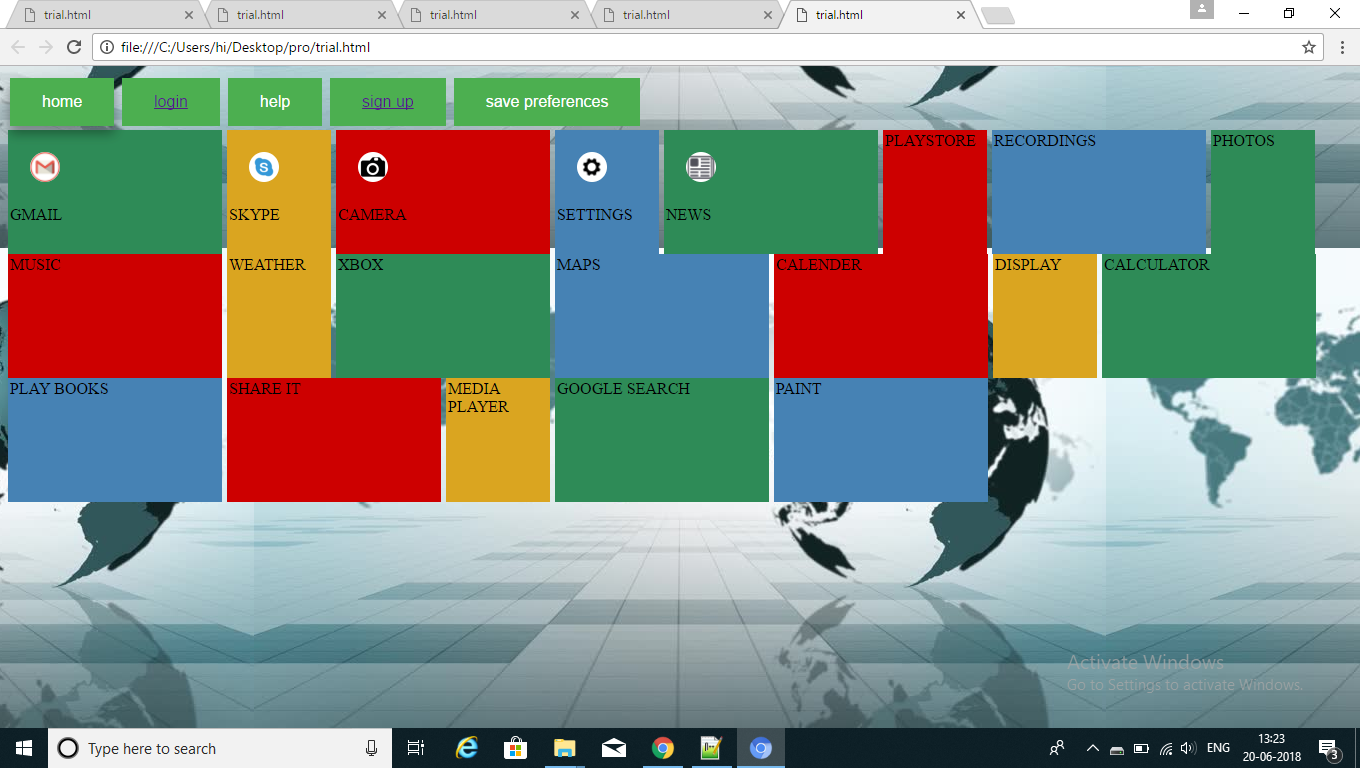 trial.html
trial.html
trial.html
trial.html
trial.html
file:///C:/Users/hi/Desktop/pro/trial.html
home login help sign up save preferences
GMAIL SKYPE CAMERA SETTINGS NEWS PLAYSTORE RECORDINGS PHOTOS
MUSIC WEATHER XBOX MAPS CALENDER DISPLAY CALCULATOR
PLAY BOOKS SHARE IT MEDIA PLAYER GOOGLE SEARCH PAINT
Activate Windows
Go to Settings to activate Windows.
Type here to search
ENG
13:23
20-06-2018
3